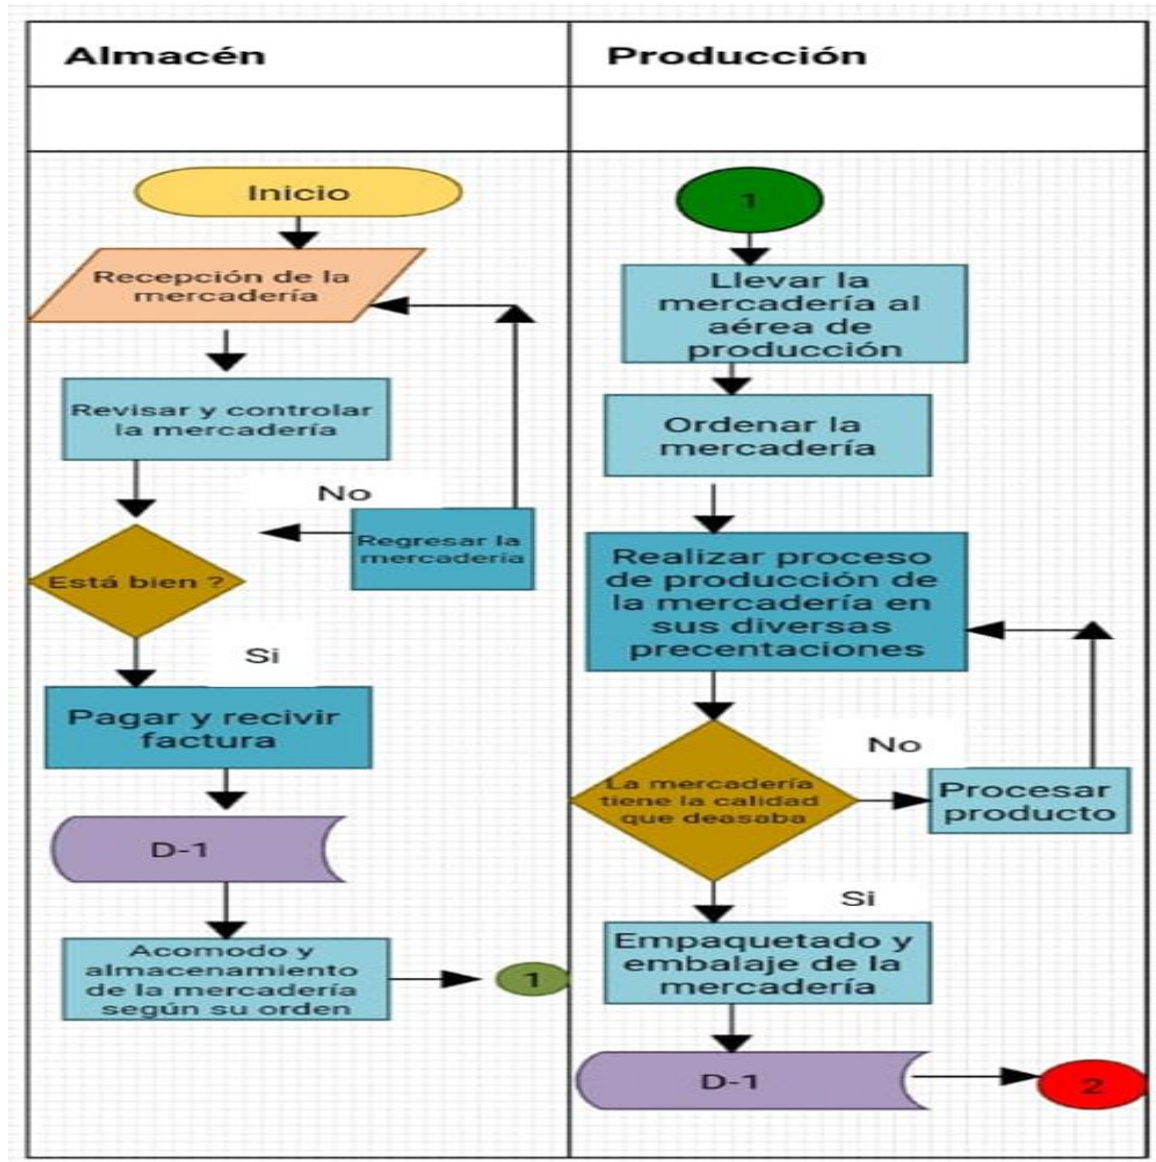 Almacén
Producción
Inicio
Recepción de la
mercadería
Revisar y controlar
la mercadería
No
Regresar la
mercadería
Está bien ?
Si
Pagar y recivir
factura
D-1
Acomodo y
almacenamiento
de la mercadería
según su orden
1
1
Llevar la
mercadería al
aérea de
producción
Ordenar la
mercadería
Realizar proceso
de producción de
la mercadería en
sus diversas
precentaciones
La mercadería
tiene la calidad
que deasaba
No
Procesar
producto
Si
Empaquetado y
embalaje de la
mercadería
D-1
2